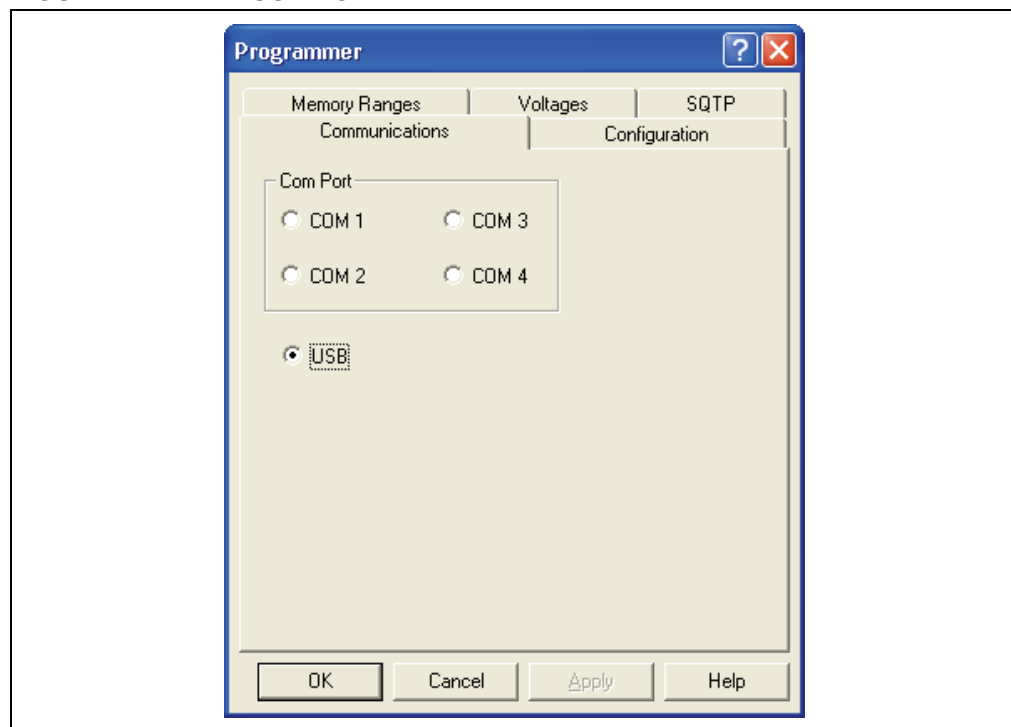 Programmer
Memory Ranges Voltages SQTP
Communications Configuration
Com Port
COM 1 COM 3
COM 2 COM 4
USB
OK Cancel Apply Help